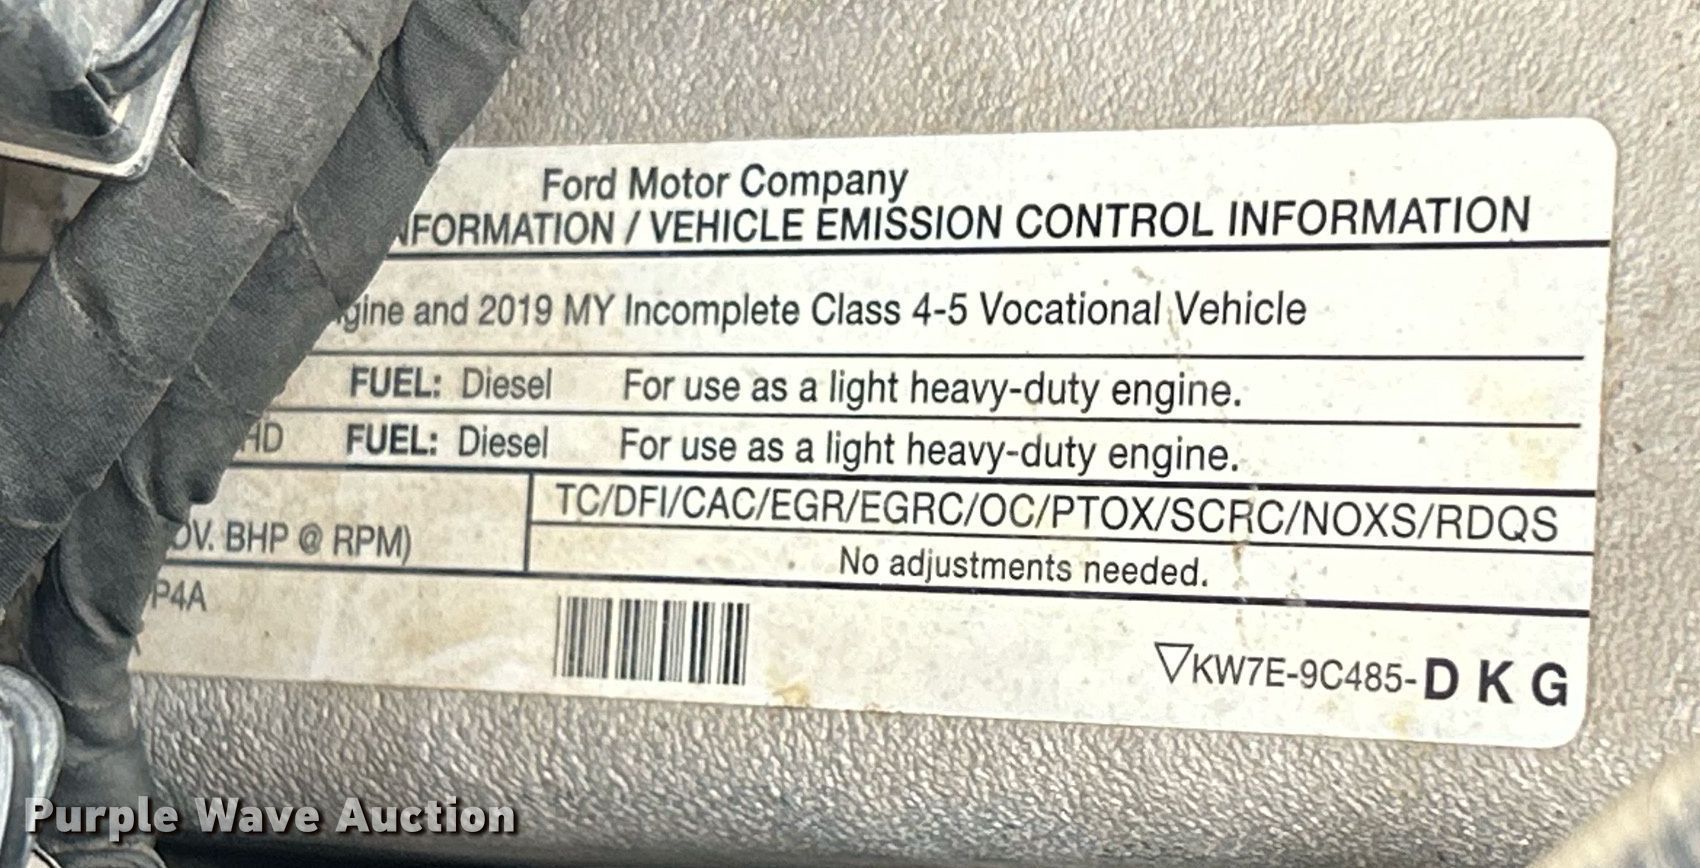 Ford Motor Company
NFORMATION / VEHICLE EMISSION CONTROL INFORMATION
gine and 2019 MY Incomplete Class 4-5 Vocational Vehicle
FUEL: Diesel For use as a light heavy-duty engine.
HD FUEL: Diesel For use as a light heavy-duty engine.
TC/DFI/CAC/EGR/EGRC/OC/PTOX/SCRC/NOXS/RDQS
OV. BHP @ RPM)
No adjustments needed.
P4A
▽KW7E-9C485-D K G
Purple Wave Auction